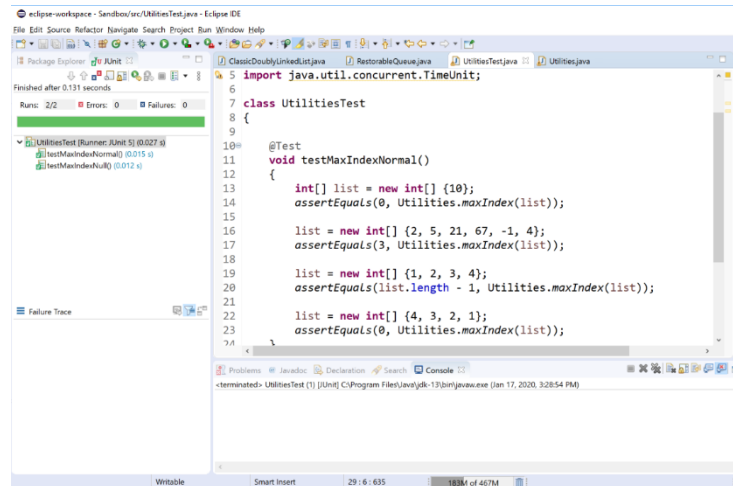 eclipse-workspace - Sandbox/src/UtilitiesTest.java - Eclipse IDE
File Edit Source Refactor Navigate Search Project Run Window Help
Package Explorer JUnit
Finished after 0.131 seconds
Runs: 2/2 Errors: 0 Failures: 0
UtilitiesTest [Runner: JUnit 5] (0.027 s)
testMaxIndexNormal() (0.015 s)
testMaxIndexNull() (0.012 s)
Failure Trace
ClassicDoublyLinkedList.java RestorableQueue.java UtilitiesTest.java Utilities.java
5 import java.util.concurrent.TimeUnit;
6
7 class UtilitiesTest
8 {
9
10 @Test
11 void testMaxIndexNormal()
12 {
13 int[] list = new int[] {10};
14 assertEquals(0, Utilities.maxIndex(list));
15
16 list = new int[] {2, 5, 21, 67, -1, 4};
17 assertEquals(3, Utilities.maxIndex(list));
18
19 list = new int[] {1, 2, 3, 4};
20 assertEquals(list.length - 1, Utilities.maxIndex(list));
21
22 list = new int[] {4, 3, 2, 1};
23 assertEquals(0, Utilities.maxIndex(list));
24 }
Problems Javadoc Declaration Search Console
<terminated> UtilitiesTest (1) [JUnit] C:\Program Files\Java\jdk-13\bin\javaw.exe (Jan 17, 2020, 3:28:54 PM)
Writable Smart Insert 29 : 6 : 635 183M of 467M